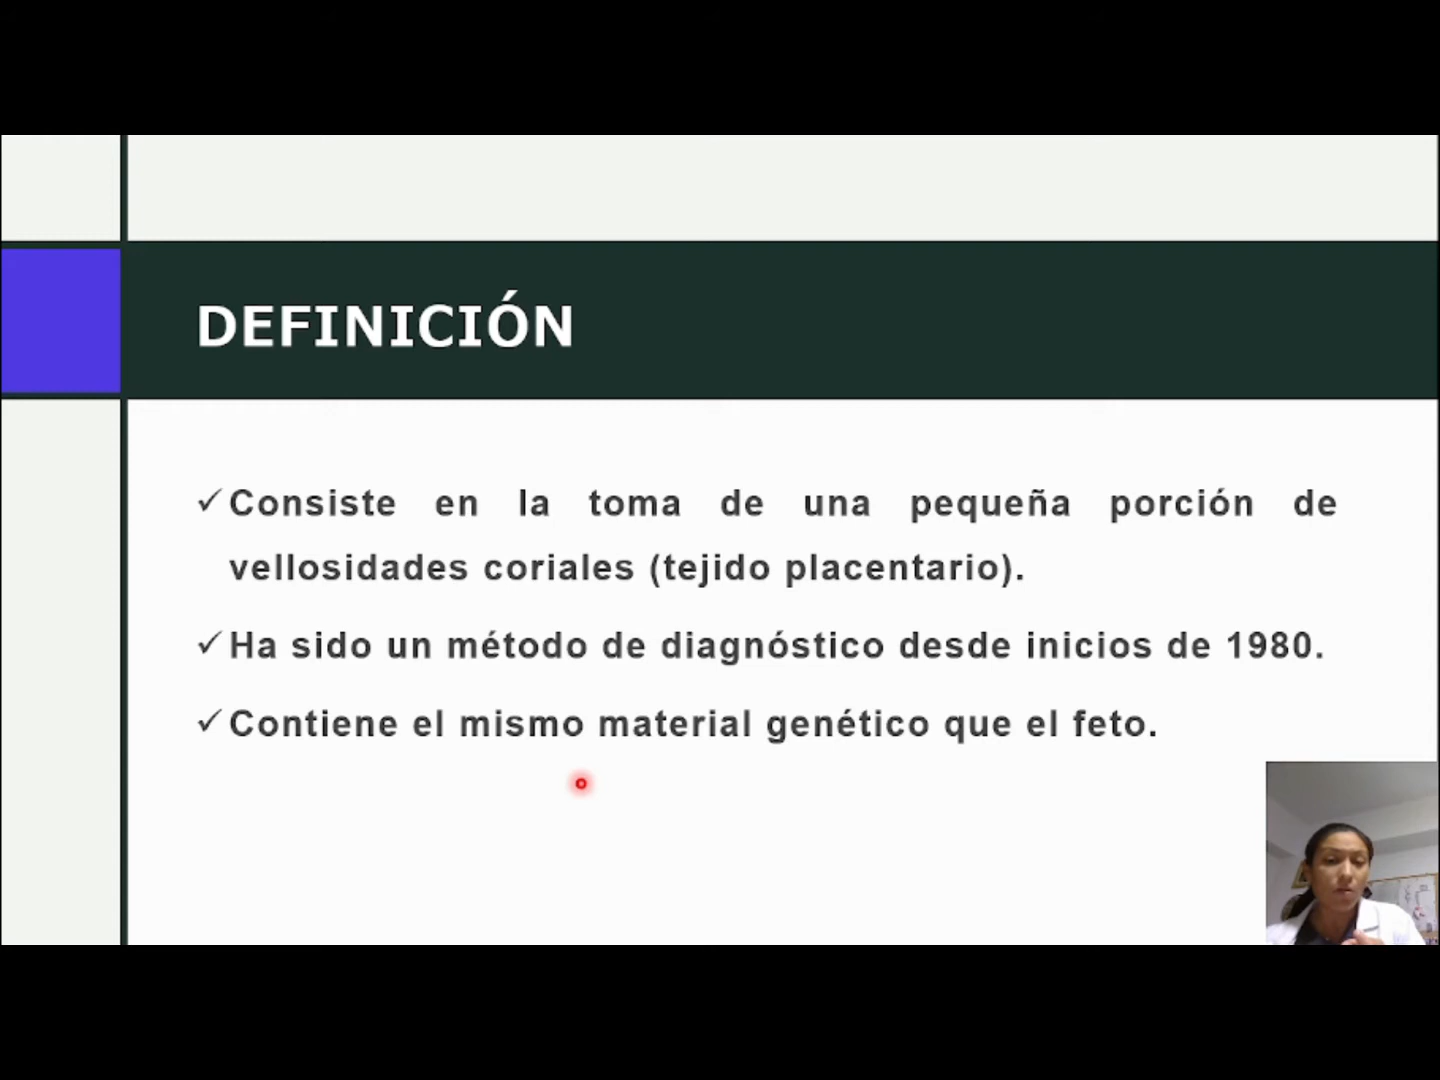 DEFINICIÓN
✓Consiste en la toma de una pequeña porción de
vellosidades coriales (tejido placentario).
✓Ha sido un método de diagnóstico desde inicios de 1980.
✓Contiene el mismo material genético que el feto.